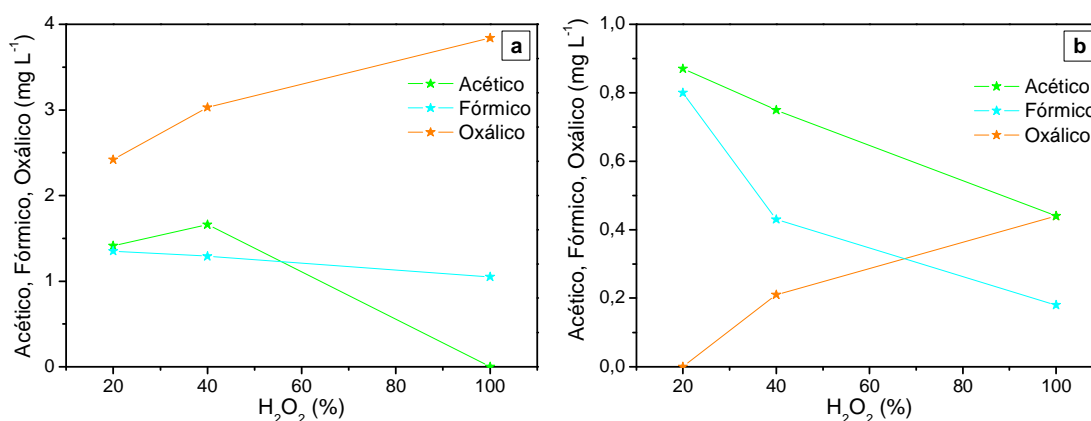 Acético, Fórmico, Oxálico (mg L⁻¹)
4
3
2
1
0
a
Acético
Fórmico
Oxálico
20 40 60 80 100
H₂O₂ (%)
Acético, Fórmico, Oxálico (mg L⁻¹)
1,0
0,8
0,6
0,4
0,2
0,0
b
Acético
Fórmico
Oxálico
20 40 60 80 100
H₂O₂ (%)